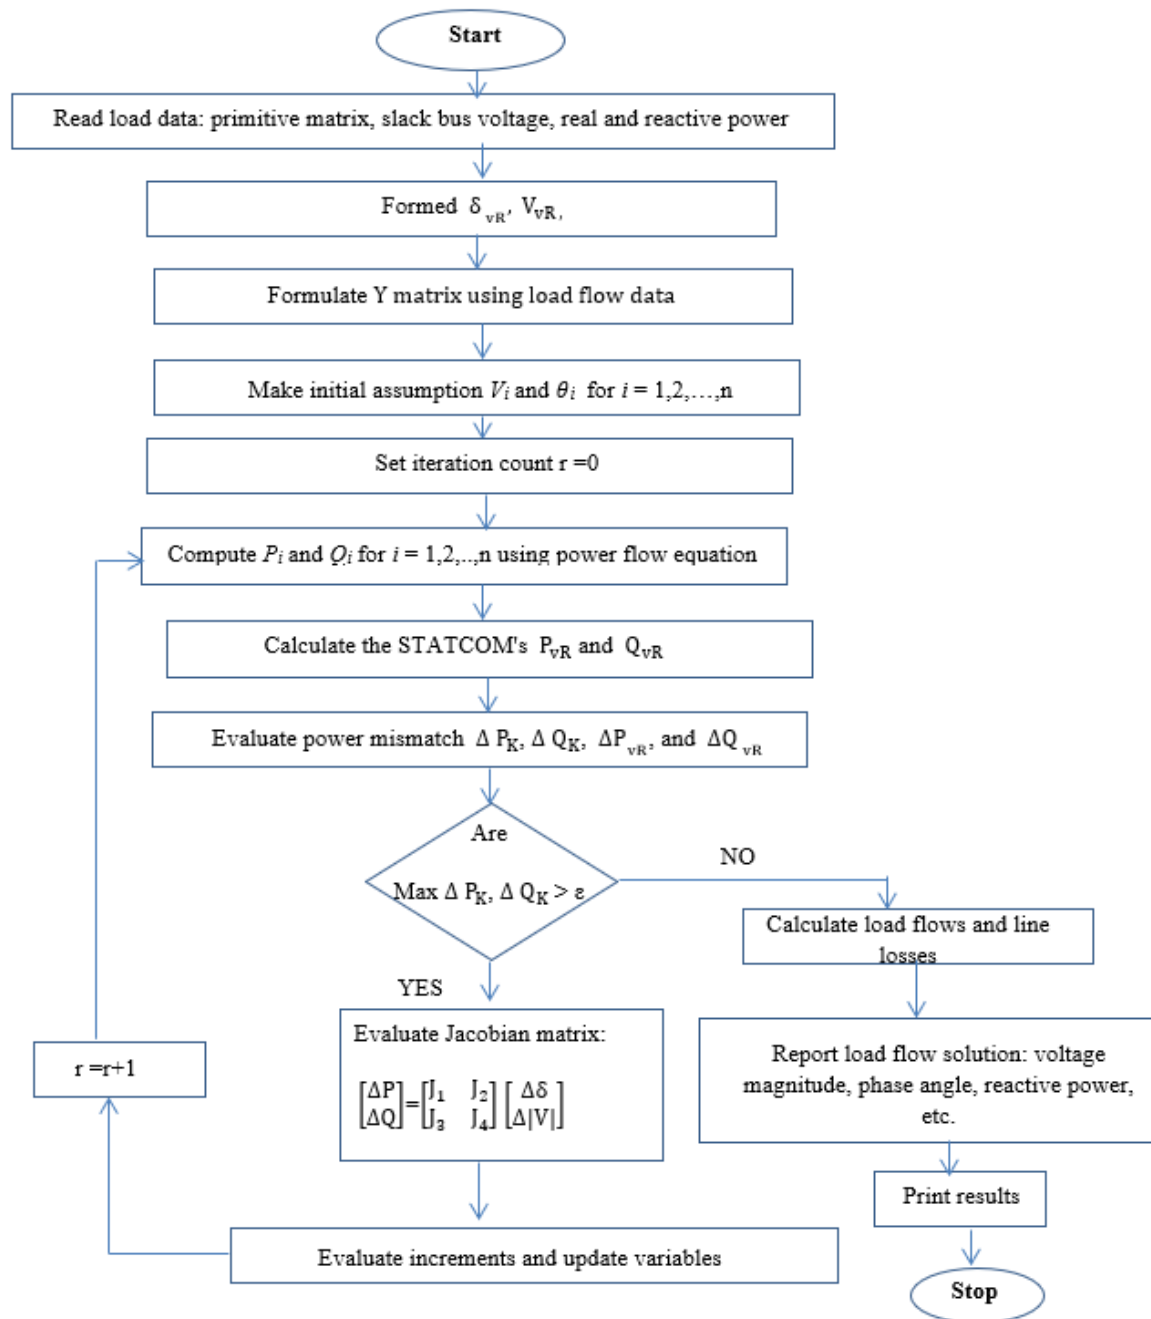 Start
Read load data: primitive matrix, slack bus voltage, real and reactive power
Formed δ vR, VvR,
Formulate Y matrix using load flow data
Make initial assumption Vi and θi for i = 1,2,…,n
Set iteration count r =0
Compute Pi and Qi for i = 1,2,..,n using power flow equation
Calculate the STATCOM's PvR and QvR
Evaluate power mismatch Δ PK, Δ QK, ΔPvR, and ΔQ vR
Are
Max Δ PK, Δ QK > ε
NO
Calculate load flows and line
losses
YES
Evaluate Jacobian matrix:
[ΔP]=[J1 J2] [Δδ]
[ΔQ] [J3 J4] [Δ|V|]
r =r+1
Report load flow solution: voltage
magnitude, phase angle, reactive power,
etc.
Print results
Evaluate increments and update variables
Stop